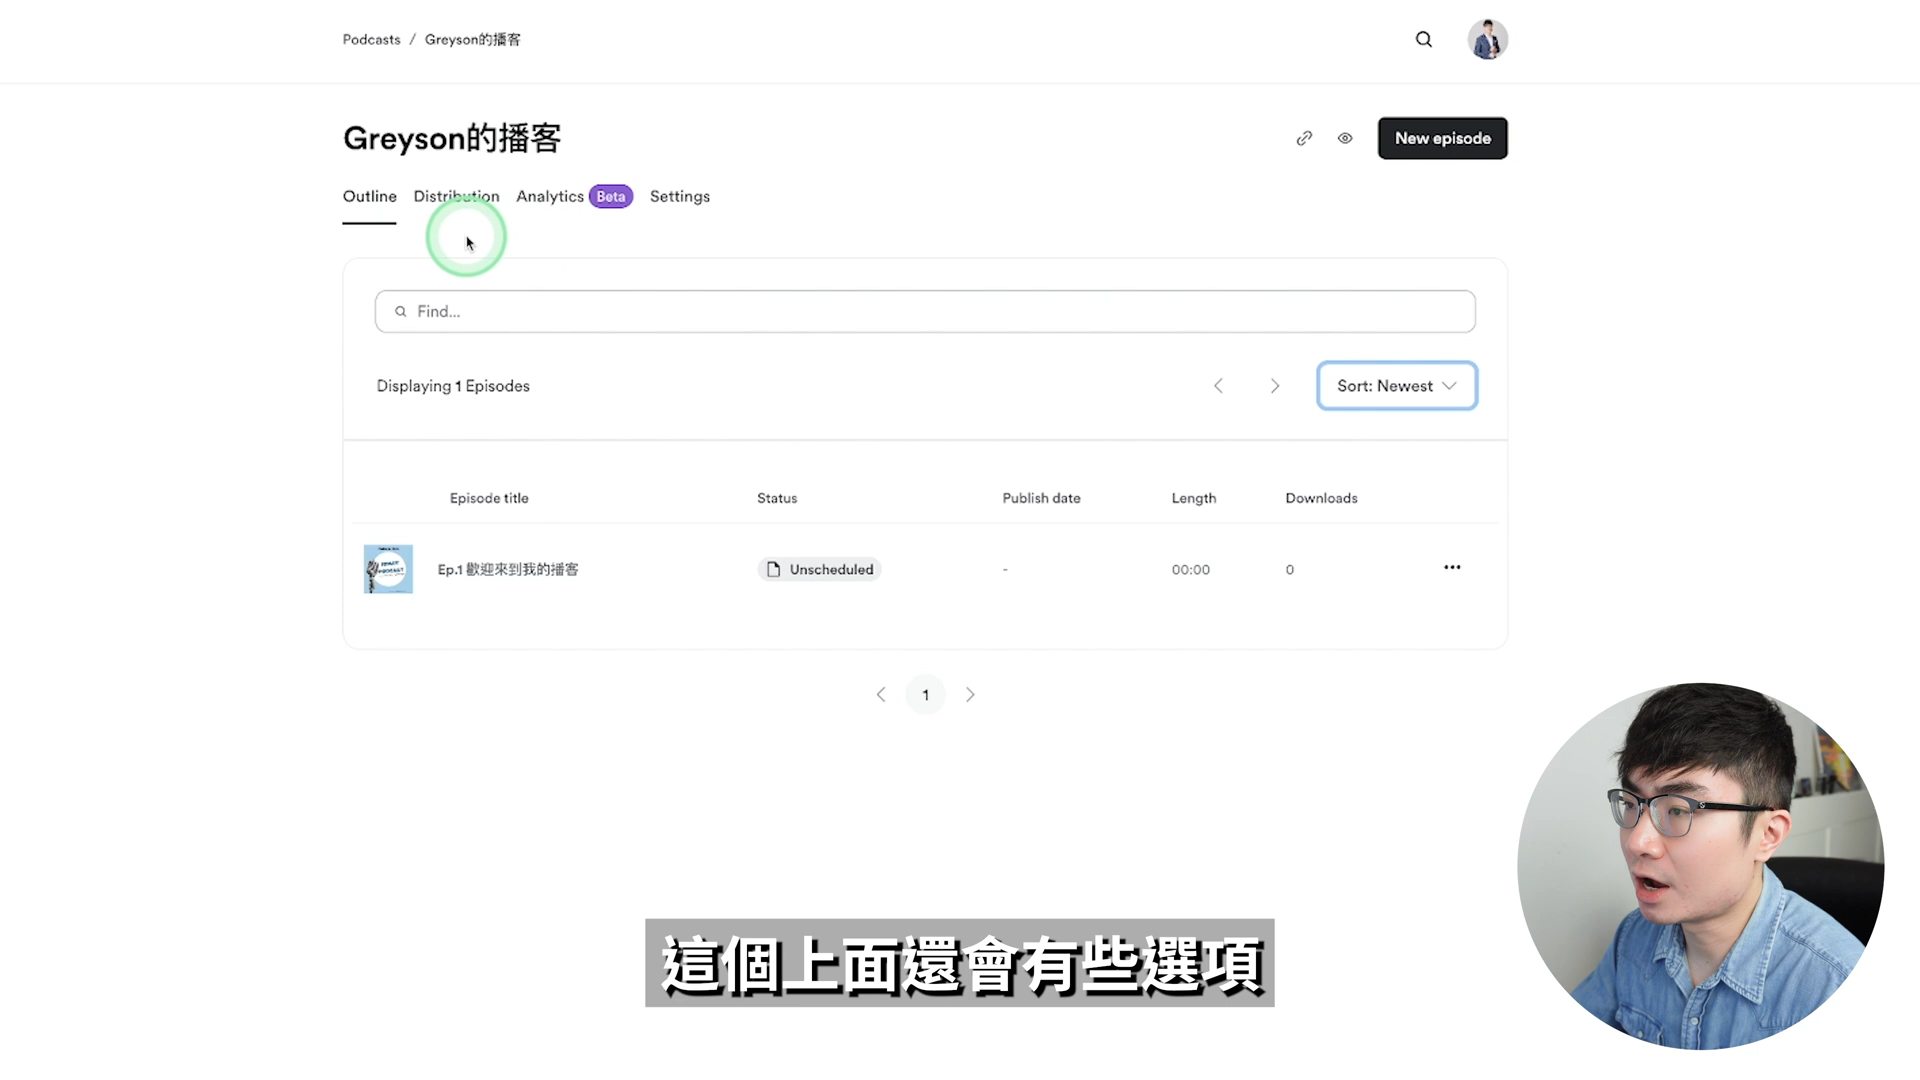 Podcasts / Greyson的播客
Greyson的播客
New episode
Outline Distribution Analytics Beta Settings
Find...
Displaying 1 Episodes
Sort: Newest
Episode title Status Publish date Length Downloads
Ep.1 歡迎來到我的播客 Unscheduled - 00:00 0
1
這個上面還會有些選項